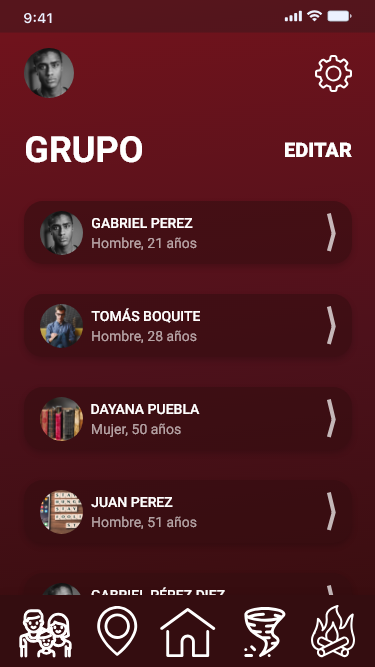 9:41
GRUPO
EDITAR
GABRIEL PEREZ
Hombre, 21 años
TOMÁS BOQUITE
Hombre, 28 años
DAYANA PUEBLA
Mujer, 50 años
JUAN PEREZ
Hombre, 51 años
GABRIEL PÉREZ DIEZ